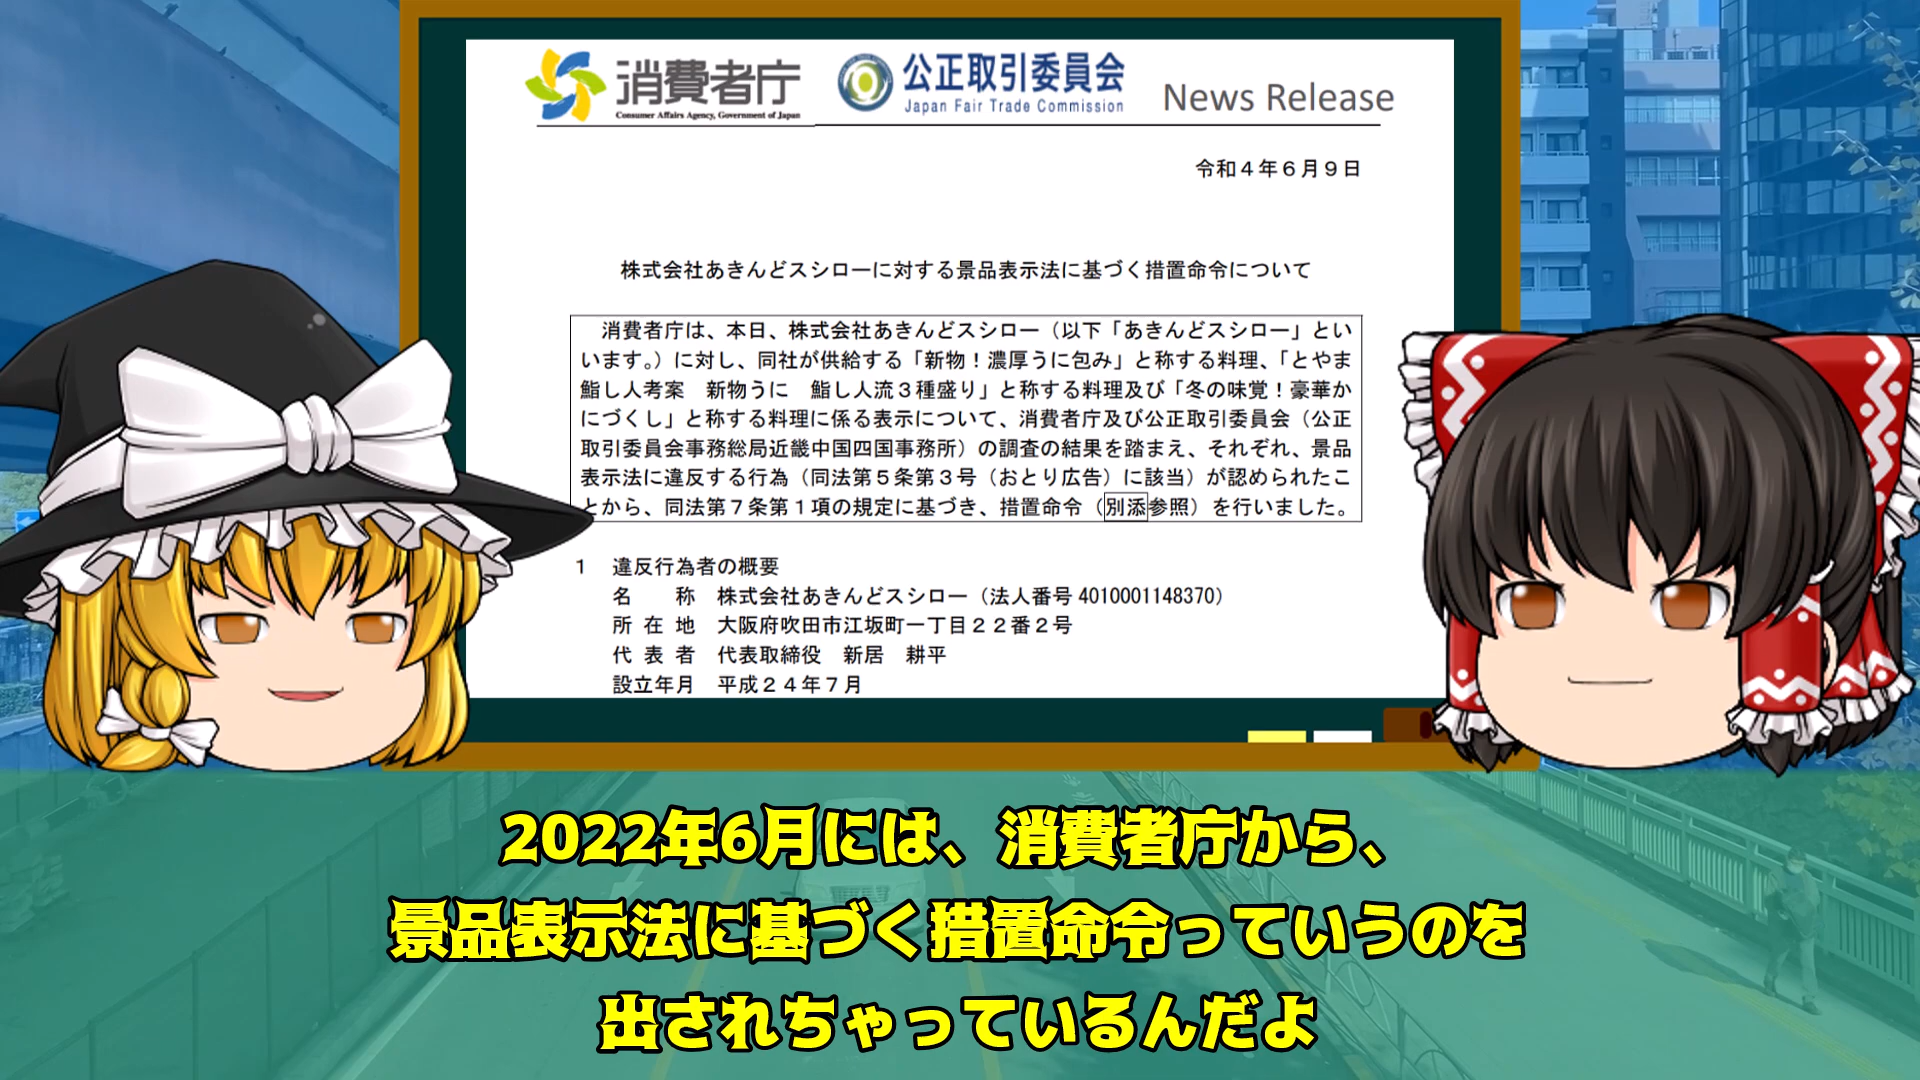 消費者庁
Consumer Affairs Agency, Government of Japan
公正取引委員会
Japan Fair Trade Commission
News Release
令和4年6月9日
株式会社あきんどスシローに対する景品表示法に基づく措置命令について
消費者庁は、本日、株式会社あきんどスシロー（以下「あきんどスシロー」とい
います。）に対し、同社が供給する「新物！濃厚うに包み」と称する料理、「とやま
鮨し人考案　新物うに　鮨し人流３種盛り」と称する料理及び「冬の味覚！豪華か
にづくし」と称する料理に係る表示について、消費者庁及び公正取引委員会（公正
取引委員会事務総局近畿中国四国事務所）の調査の結果を踏まえ、それぞれ、景品
表示法に違反する行為（同法第５条第３号（おとり広告）に該当）が認められたこ
とから、同法第７条第１項の規定に基づき、措置命令（別添参照）を行いました。
1　違反行為者の概要
名　　称　株式会社あきんどスシロー（法人番号 4010001148370）
所 在 地　大阪府吹田市江坂町一丁目２２番２号
代 表 者　代表取締役　新居　耕平
設立年月　平成２４年７月
2022年6月には、消費者庁から、
景品表示法に基づく措置命令っていうのを
出されちゃっているんだよ